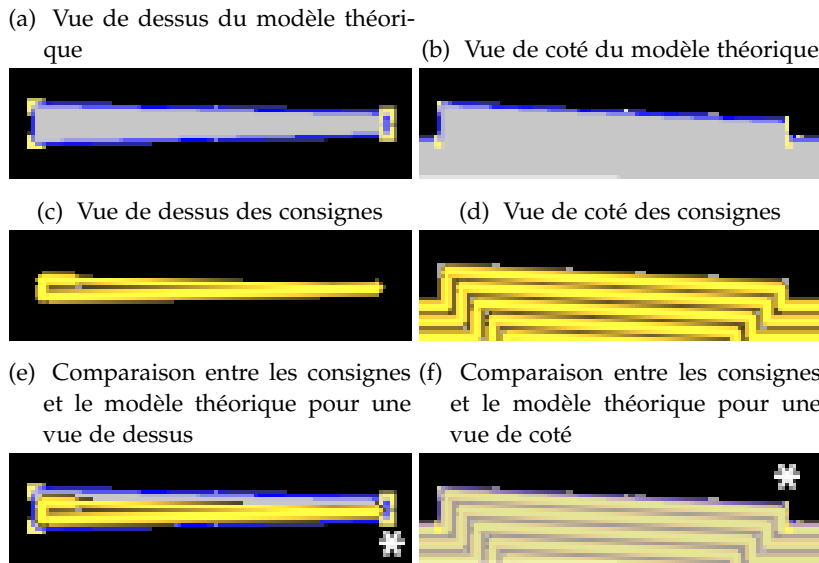 (a) Vue de dessus du modèle théori-
que
(b) Vue de coté du modèle théorique
(c) Vue de dessus des consignes
(d) Vue de coté des consignes
(e) Comparaison entre les consignes
et le modèle théorique pour une
vue de dessus
(f) Comparaison entre les consignes
et le modèle théorique pour une
vue de coté